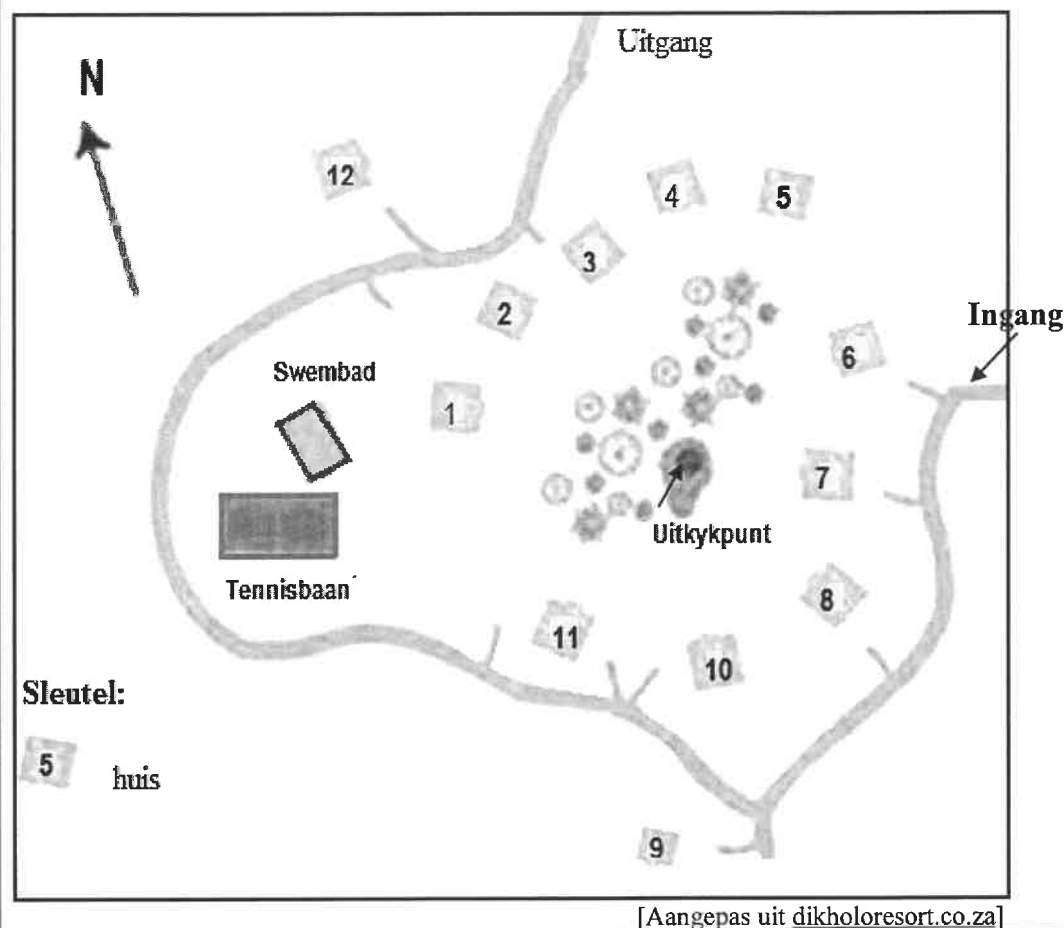 Uitgang
N
12
4
5
3
2
Ingang
6
Swembad
1
7
Uitkykpunt
Tennisbaan
8
11
10
Sleutel:
5
huis
9
[Aangepas uit dikholoresort.co.za]